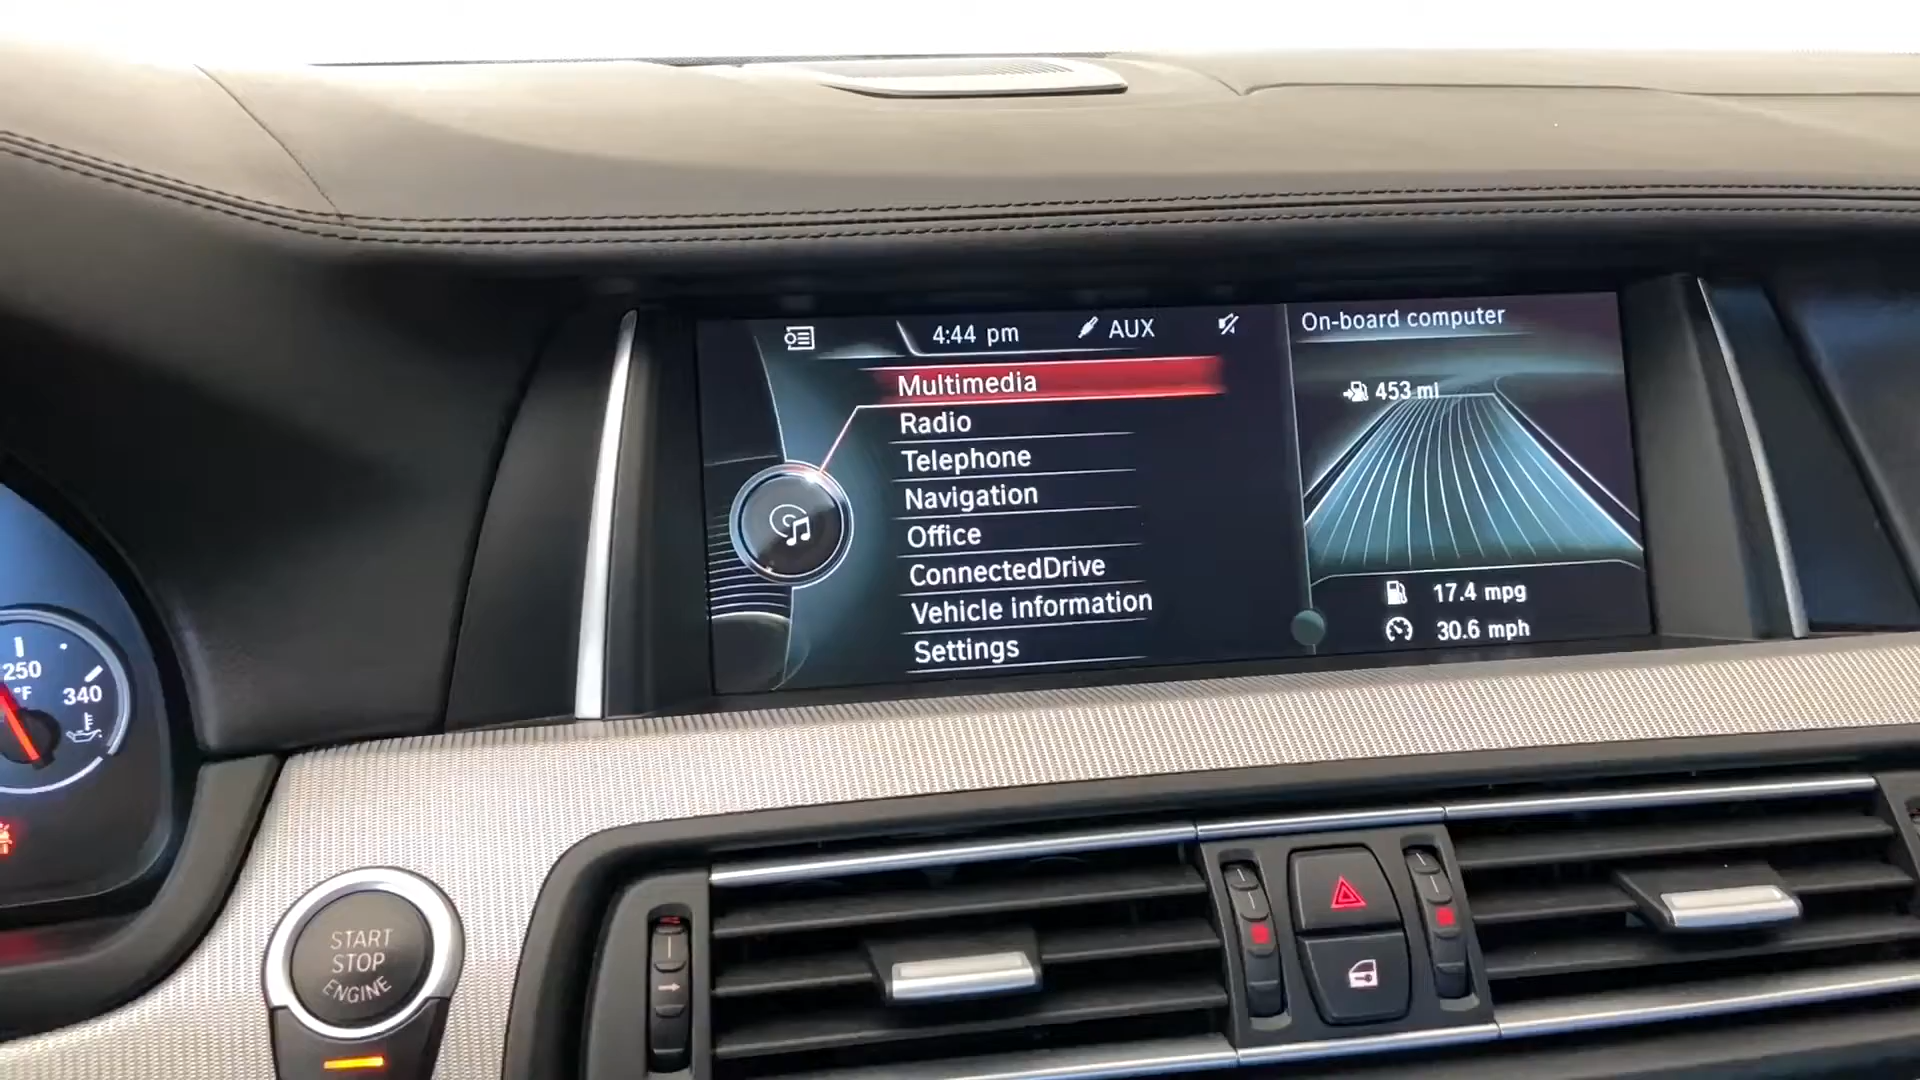 4:44 pm
AUX
Multimedia
Radio
Telephone
Navigation
Office
ConnectedDrive
Vehicle information
Settings
On-board computer
453 mi
17.4 mpg
30.6 mph
250
°F
340
START
STOP
ENGINE